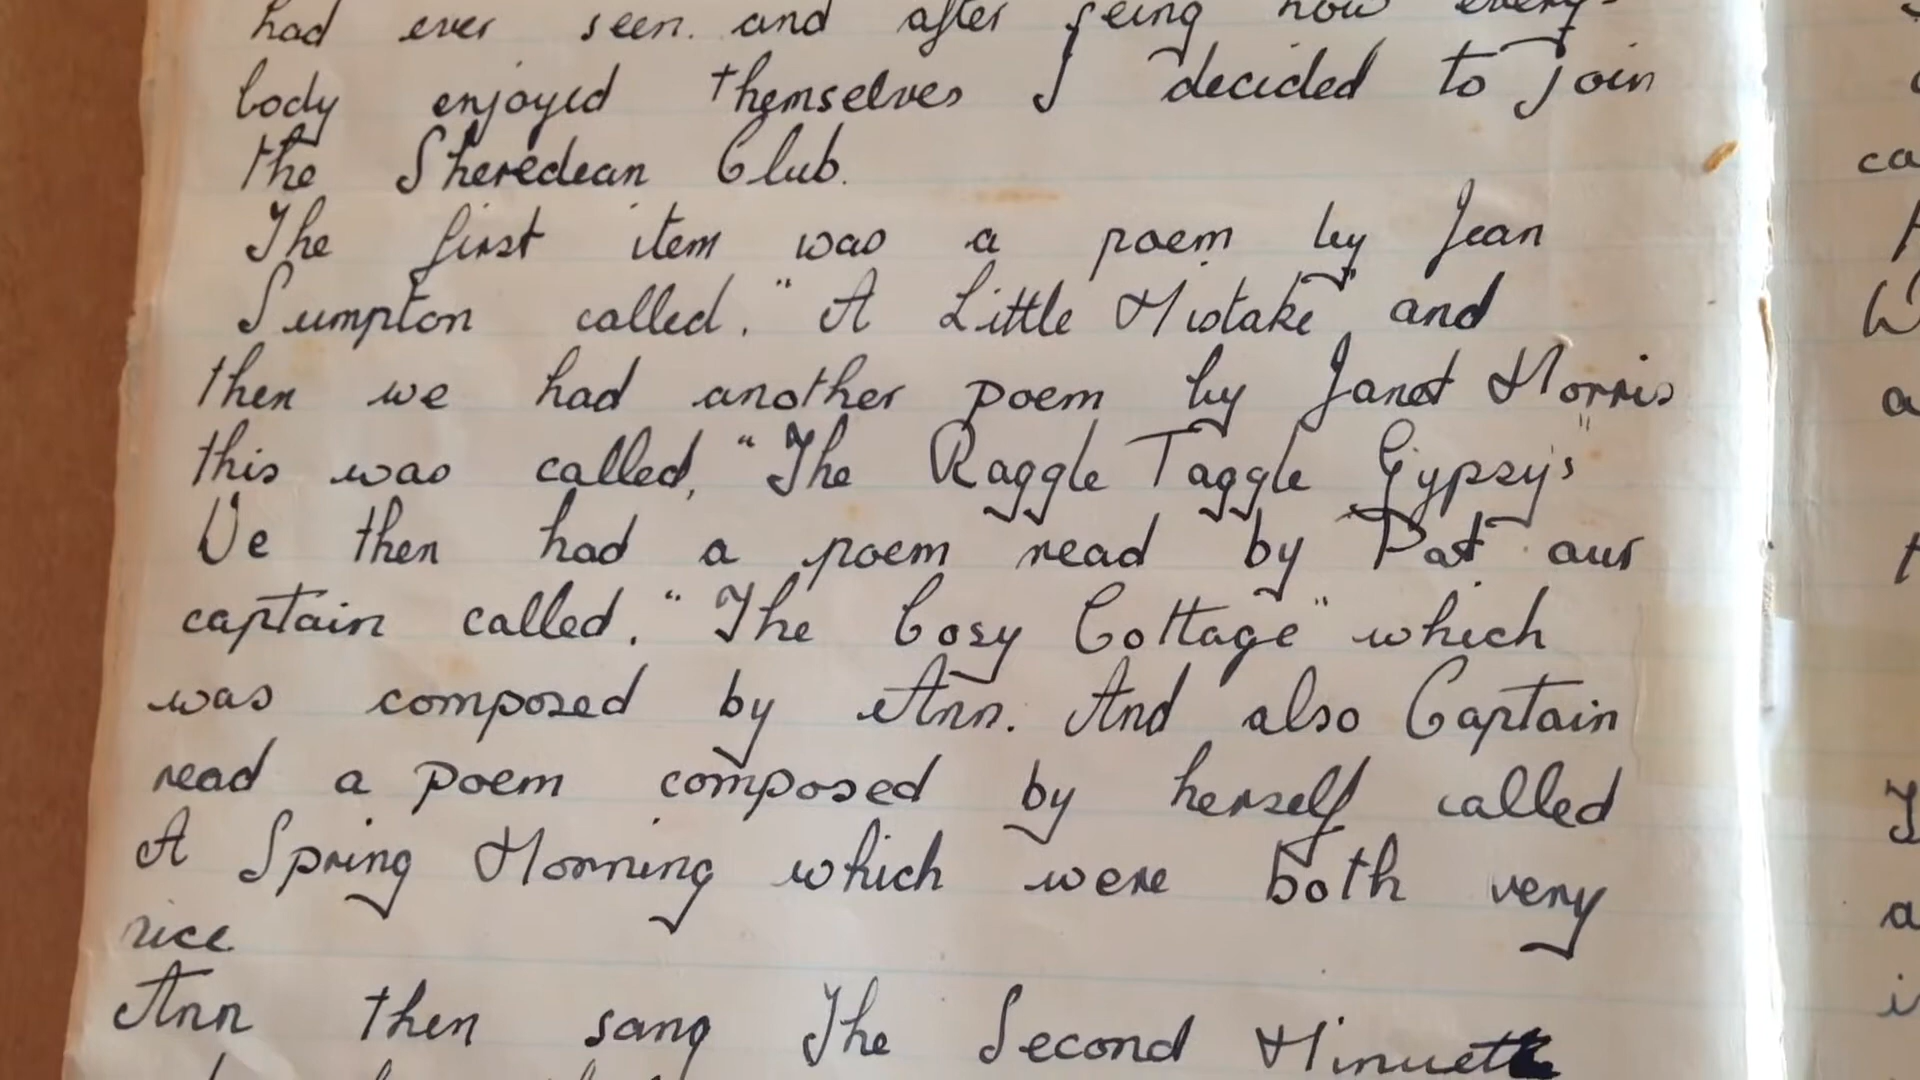 had ever seen. and after seing how every-
body enjoyed themselves I decided to join
the Sheredean Club.
The first item was a poem by Jean
Sumpton called. "A Little Mistake" and
then we had another poem by Janet Morris
this was called, "The Raggle Taggle Gypsy's"
We then had a poem read by Pat our
captain called. "The Cosy Cottage" which
was composed by Ann. And also Captain
read a poem composed by herself called
A Spring Morning which were both very
nice
Ann then sang The Second Minuett